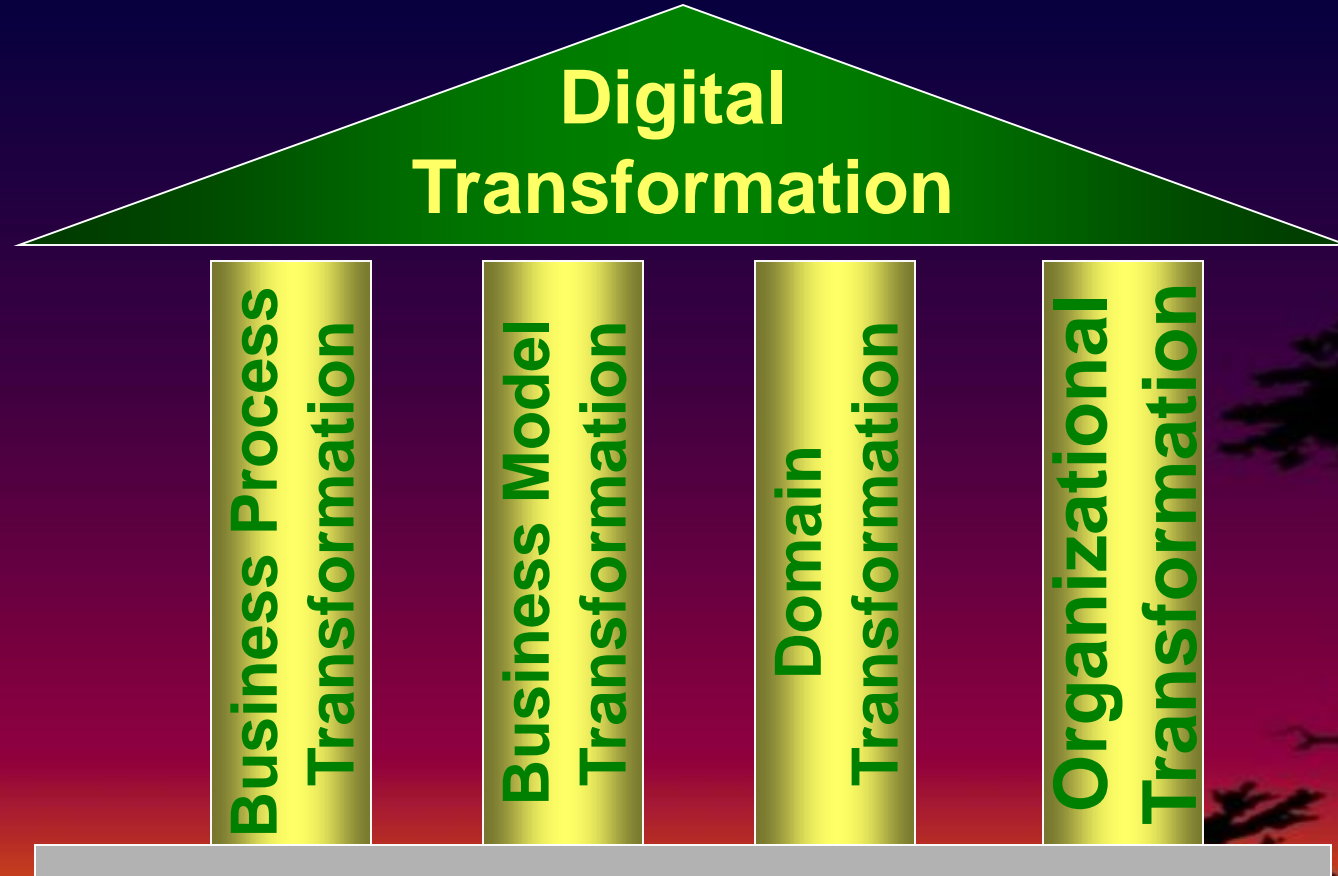 Digital
Transformation
Business Process
Transformation
Business Model
Transformation
Domain
Transformation
Organizational
Transformation